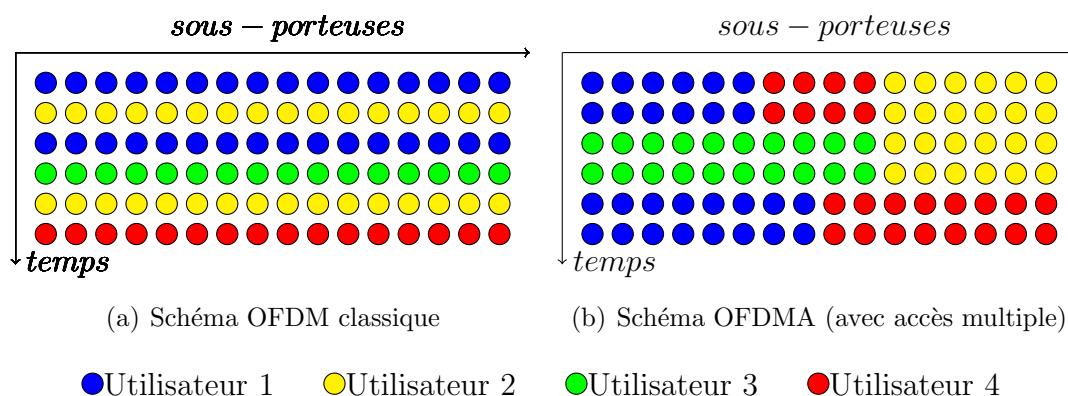 sous – porteuses
sous – porteuses
temps
temps
(a) Schéma OFDM classique
(b) Schéma OFDMA (avec accès multiple)
Utilisateur 1
Utilisateur 2
Utilisateur 3
Utilisateur 4